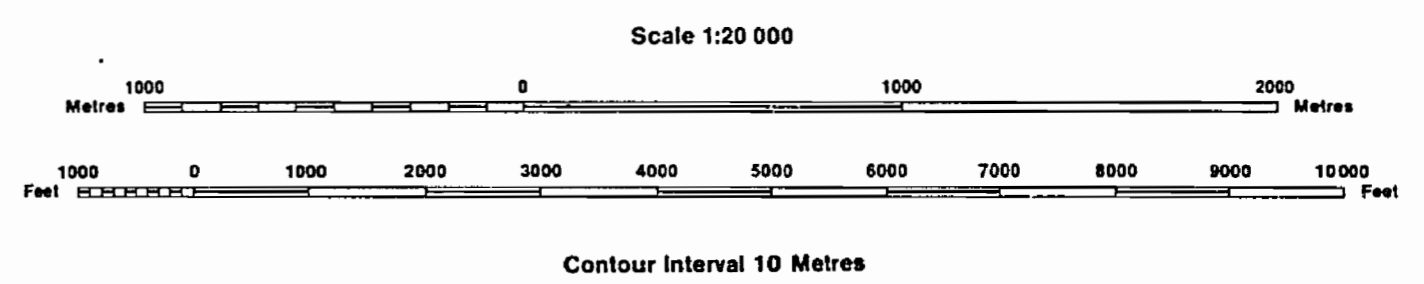 Scale 1:20 000
1000 0 1000 2000
Metres Metres
1000 0 1000 2000 3000 4000 5000 6000 7000 8000 9000 10000
Feet Feet
Contour Interval 10 Metres